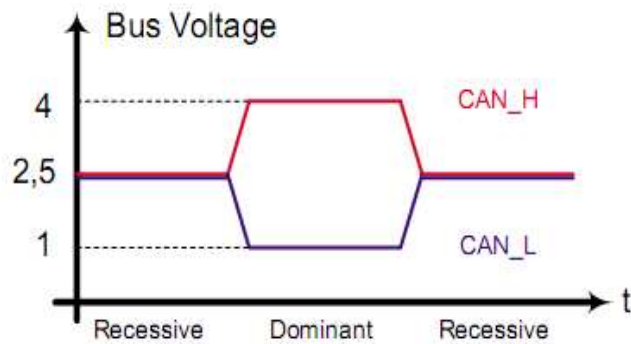 Bus Voltage
4
CAN_H
2,5
1
CAN_L
t
Recessive Dominant Recessive